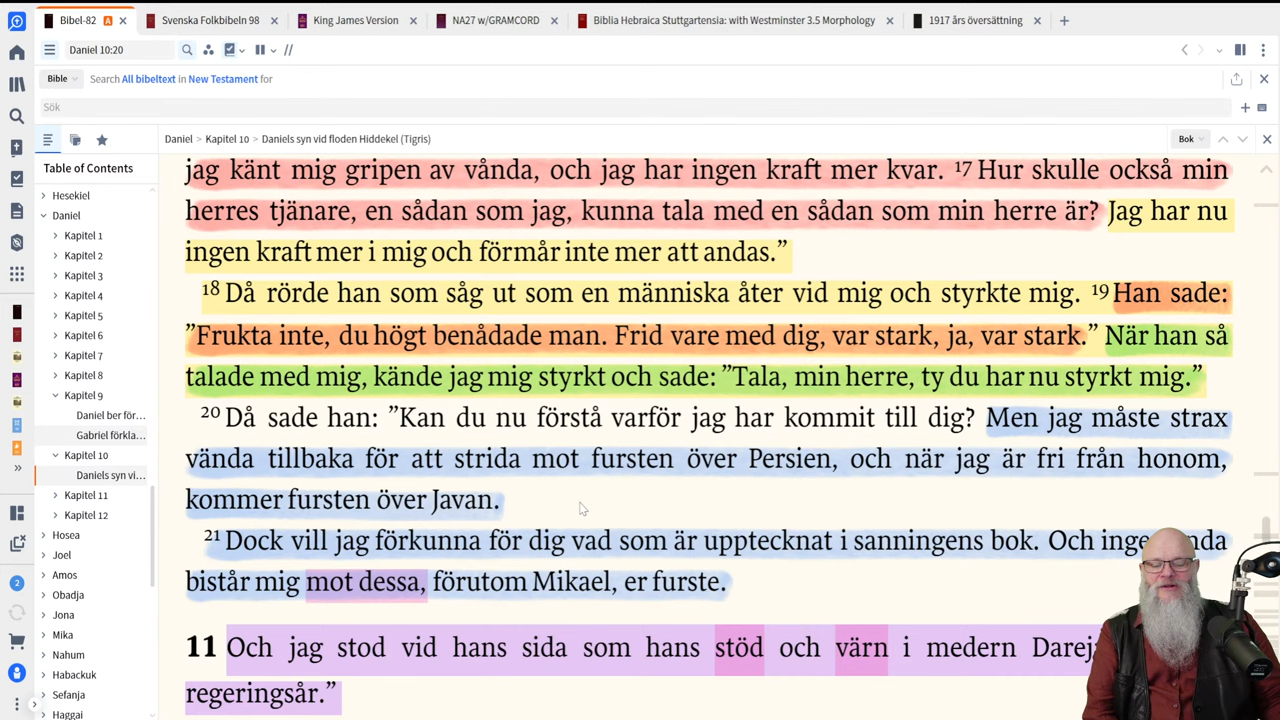 Bibel-82 A
Svenska Folkbibeln 98
King James Version
NA27 w/GRAMCORD
Biblia Hebraica Stuttgartensia: with Westminster 3.5 Morphology
1917 års översättning
Daniel 10:20
Bible Search All bibeltext in New Testament for
Sök
Daniel > Kapitel 10 > Daniels syn vid floden Hiddekel (Tigris)
Bok
Table of Contents
Hesekiel
Daniel
Kapitel 1
Kapitel 2
Kapitel 3
Kapitel 4
Kapitel 5
Kapitel 6
Kapitel 7
Kapitel 8
Kapitel 9
Daniel ber för...
Gabriel förkla...
Kapitel 10
Daniels syn vi...
Kapitel 11
Kapitel 12
Hosea
Joel
Amos
Obadja
Jona
Mika
Nahum
Habackuk
Sefanja
Haggai
2
jag känt mig gripen av vånda, och jag har ingen kraft mer kvar. 17 Hur skulle också min
herres tjänare, en sådan som jag, kunna tala med en sådan som min herre är? Jag har nu
ingen kraft mer i mig och förmår inte mer att andas.”
18 Då rörde han som såg ut som en människa åter vid mig och styrkte mig. 19 Han sade:
”Frukta inte, du högt benådade man. Frid vare med dig, var stark, ja, var stark.” När han så
talade med mig, kände jag mig styrkt och sade: ”Tala, min herre, ty du har nu styrkt mig.”
20 Då sade han: ”Kan du nu förstå varför jag har kommit till dig? Men jag måste strax
vända tillbaka för att strida mot fursten över Persien, och när jag är fri från honom,
kommer fursten över Javan.
21 Dock vill jag förkunna för dig vad som är upptecknat i sanningens bok. Och
bistår mig mot dessa, förutom Mikael, er furste.
11 Och jag stod vid hans sida som hans stöd och värn i medern
regeringsår.”